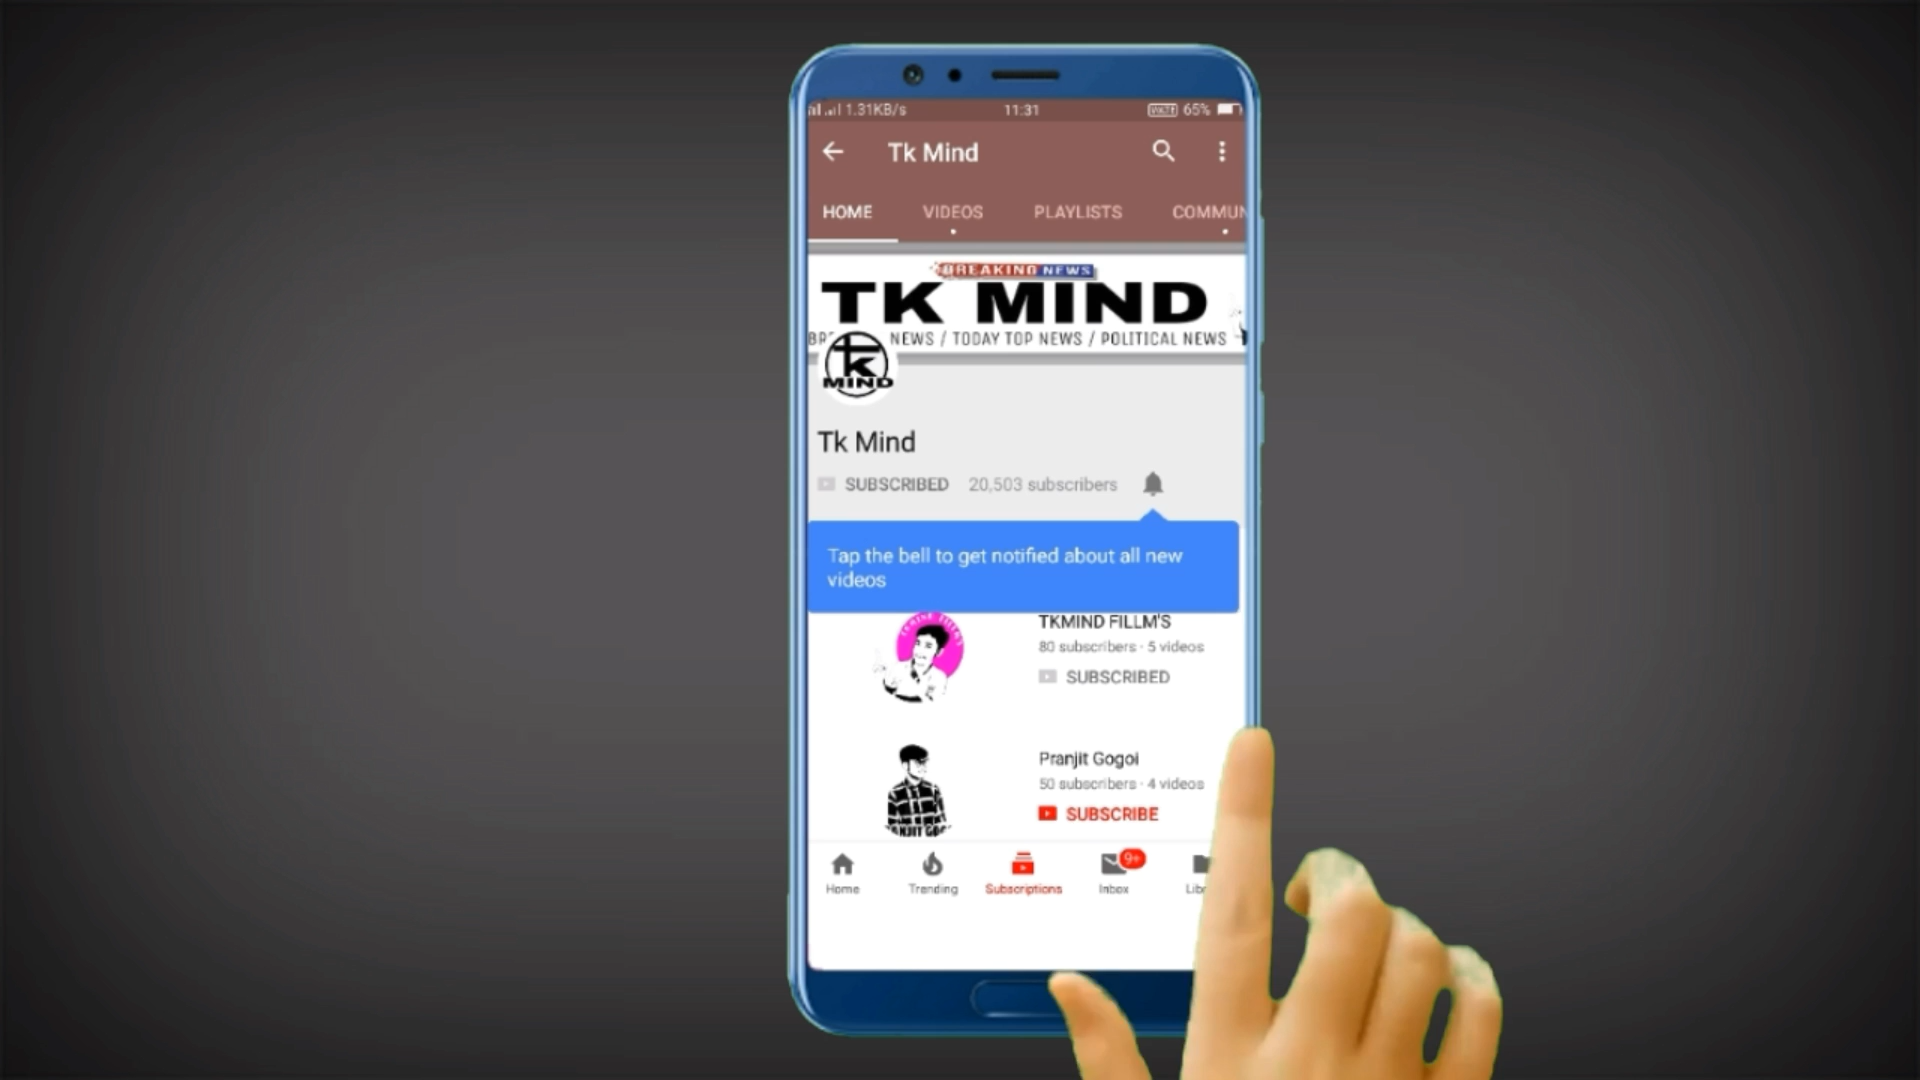 1.31KB/s 11:31 VoLTE 65%
Tk Mind
HOME VIDEOS PLAYLISTS COMMUN
BREAKING NEWS
TK MIND
NEWS / TODAY TOP NEWS / POLITICAL NEWS
tk
MIND
Tk Mind
SUBSCRIBED 20,503 subscribers
Tap the bell to get notified about all new
videos
TKMIND FILLM'S
80 subscribers · 5 videos
SUBSCRIBED
Pranjit Gogoi
50 subscribers · 4 videos
SUBSCRIBE
9+
Home Trending Subscriptions Inbox